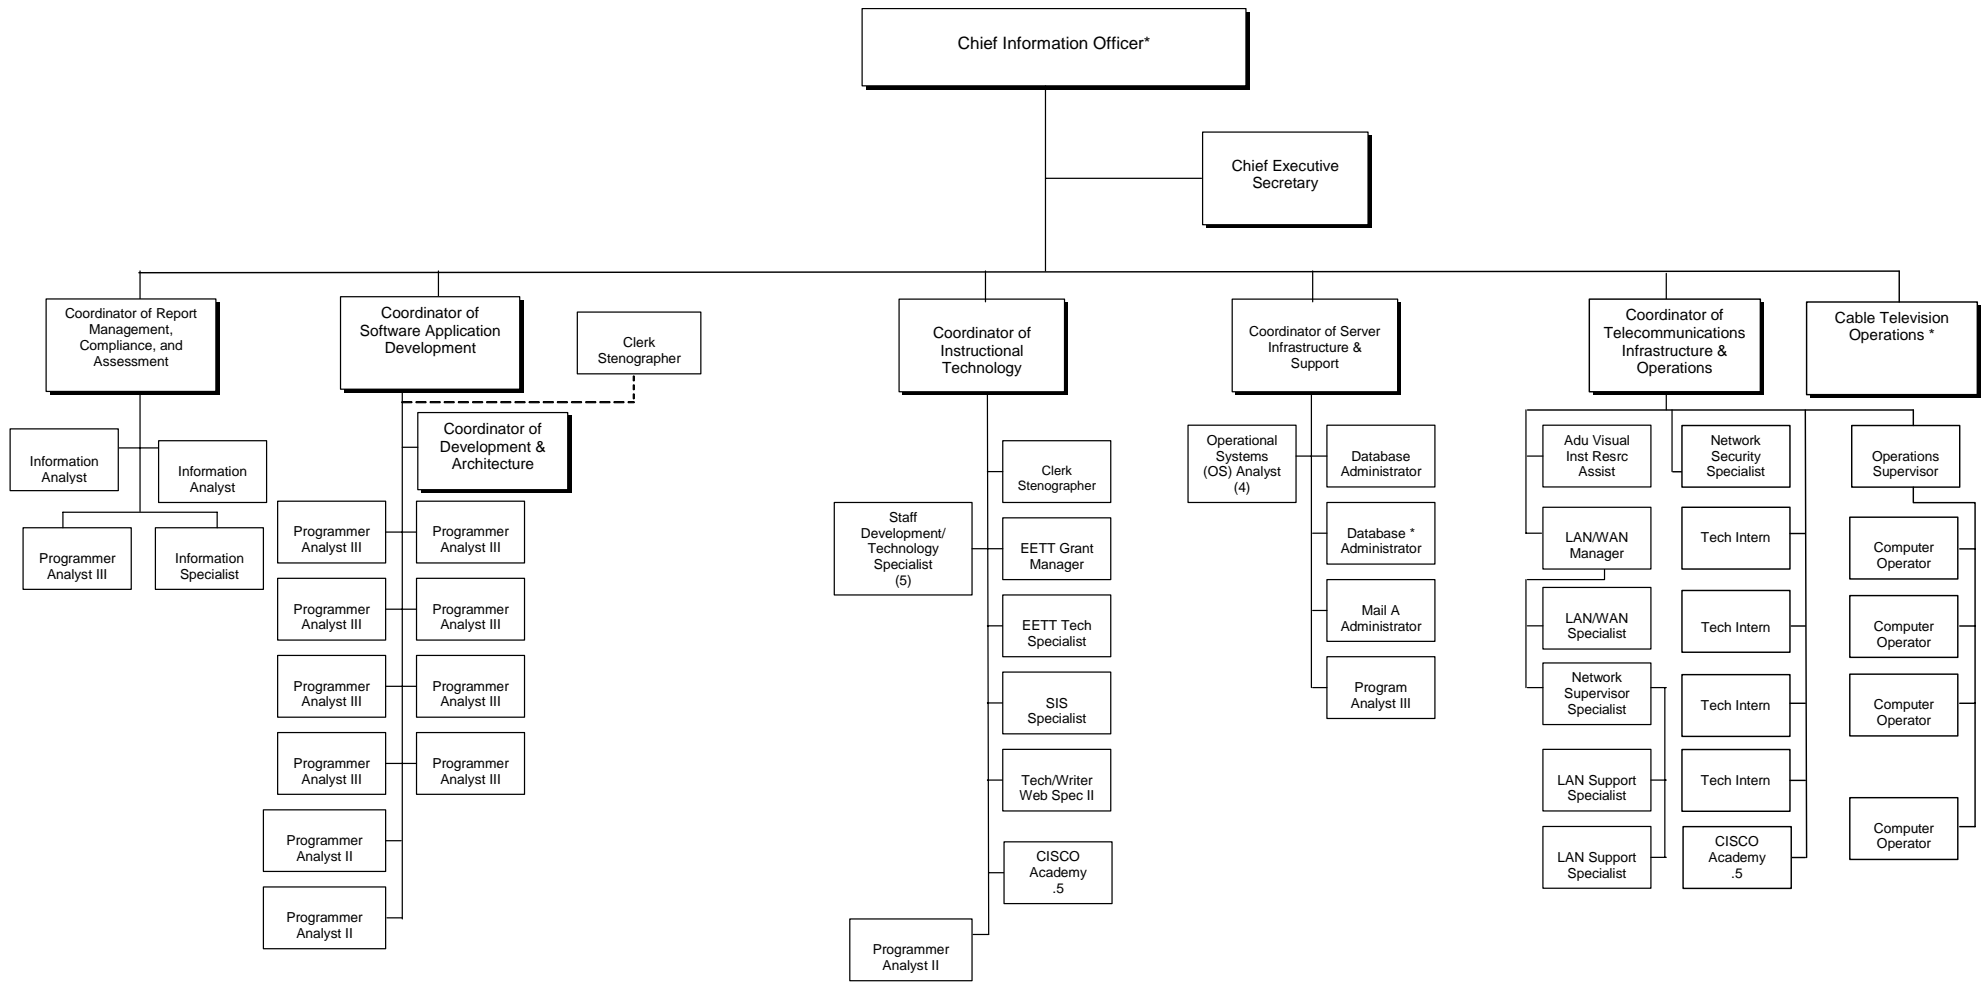 Chief Information Officer*
Chief Executive
Secretary
Coordinator of Report
Management,
Compliance, and
Assessment
Information
Analyst
Information
Analyst
Programmer
Analyst III
Information
Specialist
Coordinator of
Software Application
Development
Clerk
Stenographer
Coordinator of
Development &
Architecture
Programmer
Analyst III
Programmer
Analyst III
Programmer
Analyst III
Programmer
Analyst III
Programmer
Analyst III
Programmer
Analyst III
Programmer
Analyst III
Programmer
Analyst III
Programmer
Analyst II
Programmer
Analyst II
Coordinator of
Instructional
Technology
Clerk
Stenographer
Staff
Development/
Technology
Specialist
(5)
EETT Grant
Manager
EETT Tech
Specialist
SIS
Specialist
Tech/Writer
Web Spec II
CISCO
Academy
.5
Programmer
Analyst II
Coordinator of Server
Infrastructure &
Support
Operational
Systems
(OS) Analyst
(4)
Database
Administrator
Database *
Administrator
Mail A
Administrator
Program
Analyst III
Coordinator of
Telecommunications
Infrastructure &
Operations
Adu Visual
Inst Resrc
Assist
LAN/WAN
Manager
LAN/WAN
Specialist
Network
Supervisor
Specialist
LAN Support
Specialist
LAN Support
Specialist
Network
Security
Specialist
Tech Intern
Tech Intern
Tech Intern
Tech Intern
CISCO
Academy
.5
Operations
Supervisor
Computer
Operator
Computer
Operator
Computer
Operator
Computer
Operator
Cable Television
Operations *